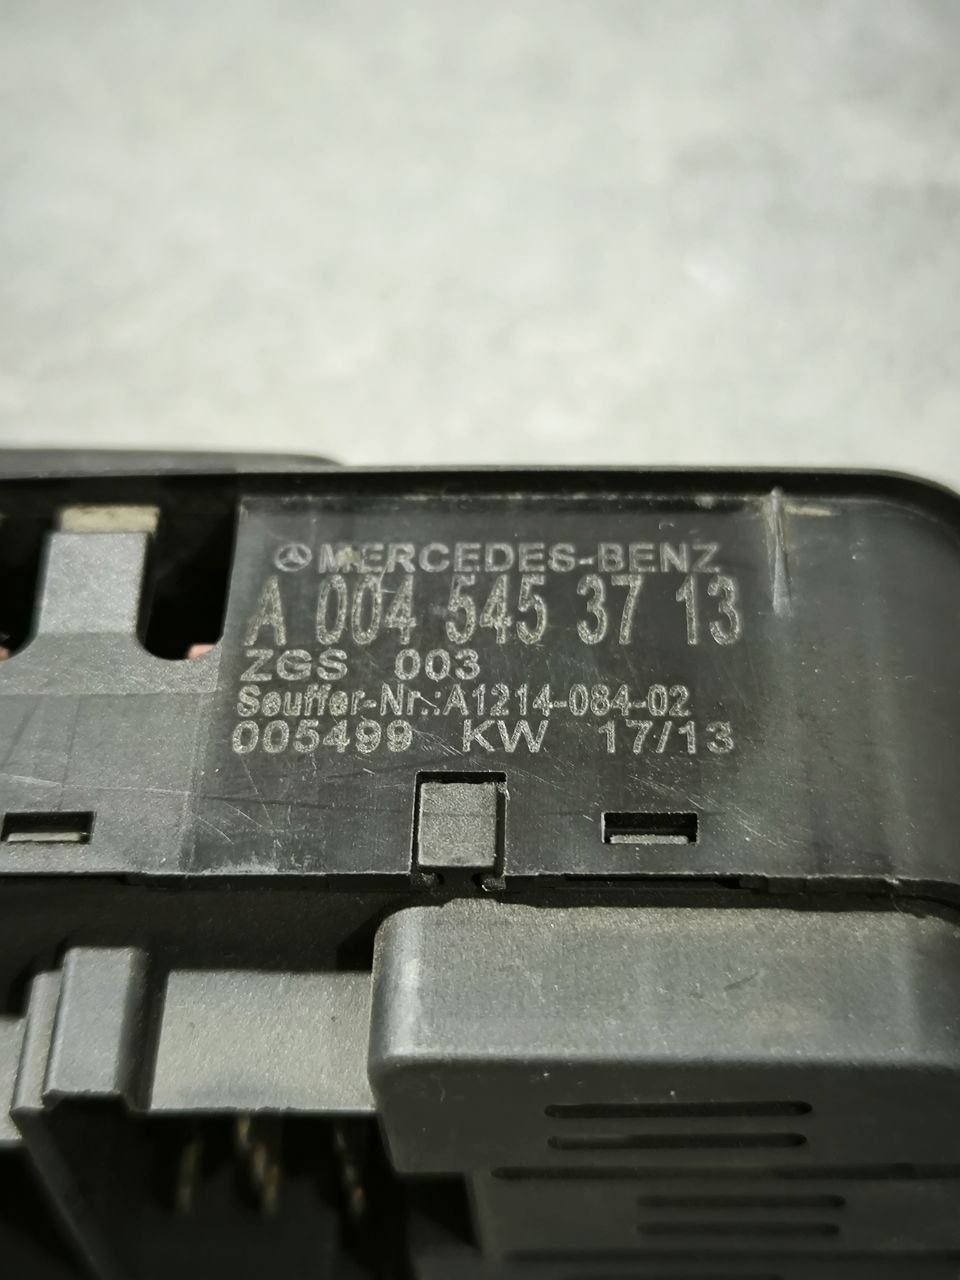 MERCEDES-BENZ
A 004 545 37 13
ZGS 003
Seuffer-Nr.:A1214-084-02
005499 KW 17/13